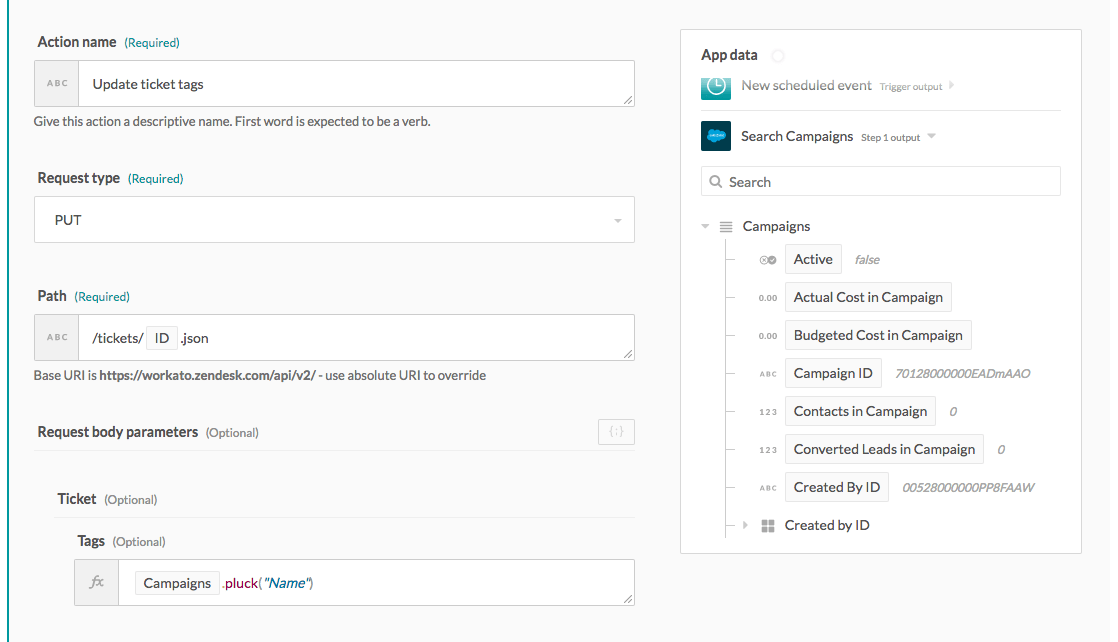 Action name (Required)
ABC Update ticket tags
Give this action a descriptive name. First word is expected to be a verb.
Request type (Required)
PUT
Path (Required)
ABC /tickets/ ID .json
Base URI is https://workato.zendesk.com/api/v2/ - use absolute URI to override
Request body parameters (Optional)
{;}
Ticket (Optional)
Tags (Optional)
fx Campaigns .pluck("Name")
App data
New scheduled event Trigger output
Search Campaigns Step 1 output
Search
Campaigns
Active false
0.00 Actual Cost in Campaign
0.00 Budgeted Cost in Campaign
ABC Campaign ID 70128000000EADmAAO
123 Contacts in Campaign 0
123 Converted Leads in Campaign 0
ABC Created By ID 00528000000PP8FAAW
Created by ID